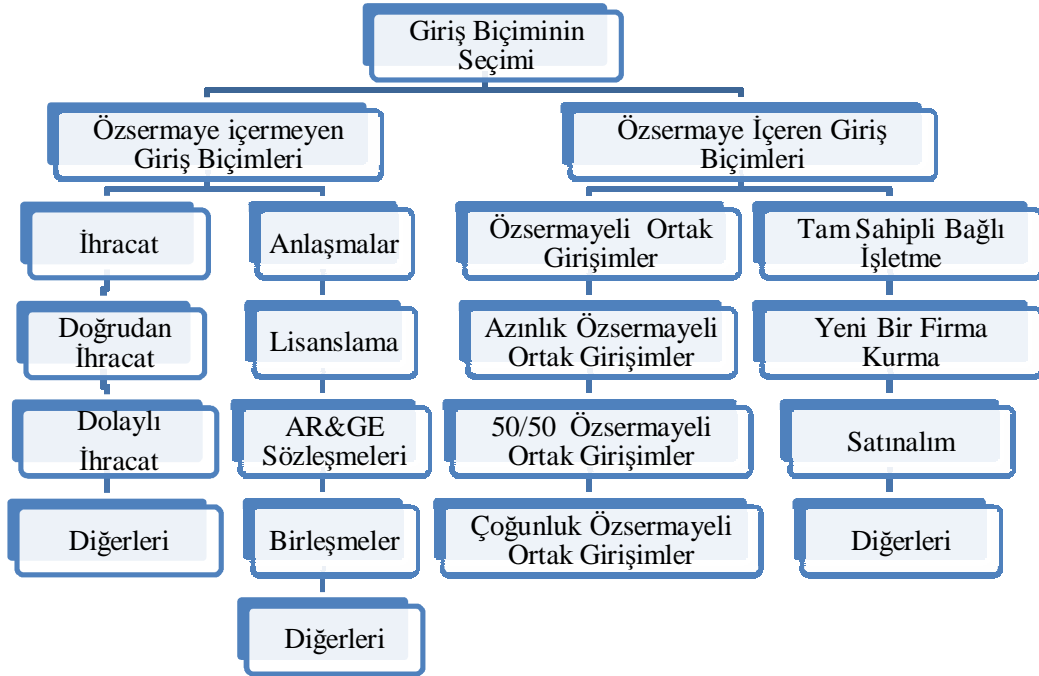 Giriş Biçiminin
Seçimi
Özsermaye içermeyen
Giriş Biçimleri
Özsermaye İçeren Giriş
Biçimleri
İhracat
Anlaşmalar
Özsermayeli Ortak
Girişimler
Tam Sahipli Bağlı
İşletme
Doğrudan
İhracat
Lisanslama
Azınlık Özsermayeli
Ortak Girişimler
Yeni Bir Firma
Kurma
Dolaylı
İhracat
AR&GE
Sözleşmeleri
50/50 Özsermayeli
Ortak Girişimler
Satınalım
Diğerleri
Birleşmeler
Çoğunluk Özsermayeli
Ortak Girişimler
Diğerleri
Diğerleri